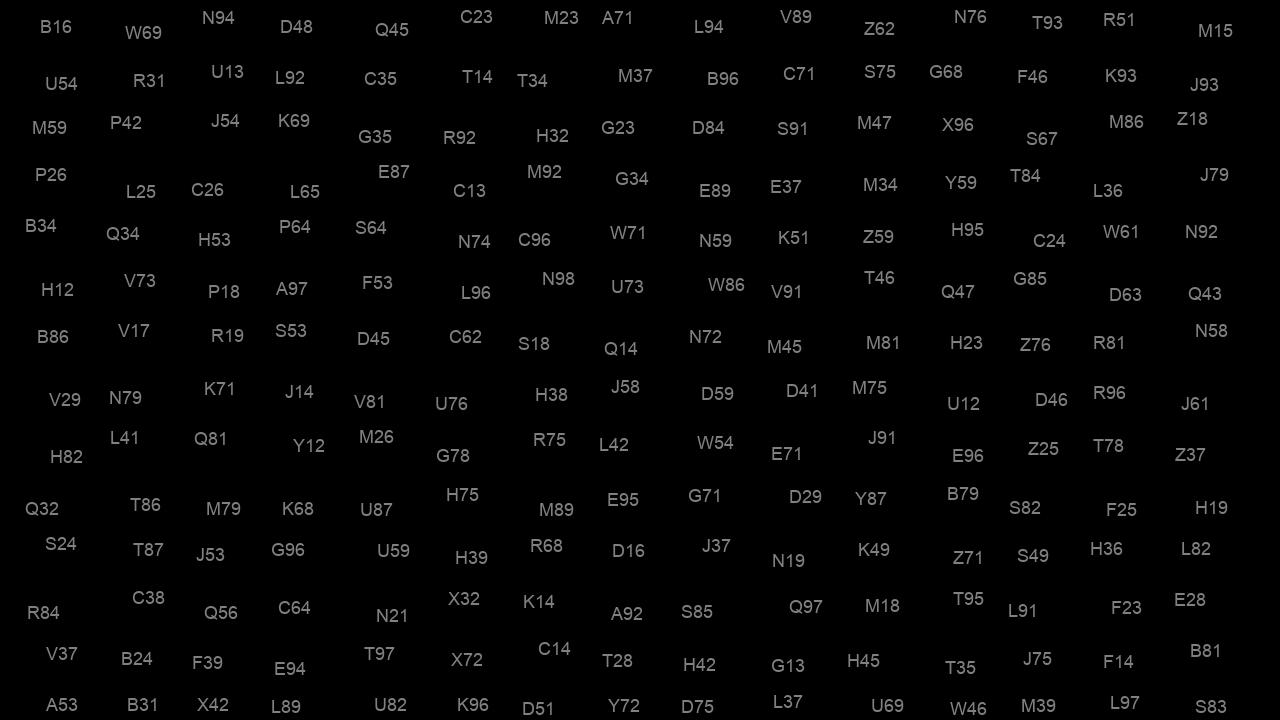 B16 W69 N94 D48 Q45 C23 M23 A71 L94 V89 Z62 N76 T93 R51 M15
U54 R31 U13 L92 C35 T14 T34 M37 B96 C71 S75 G68 F46 K93 J93
M59 P42 J54 K69 G35 R92 H32 G23 D84 S91 M47 X96 S67 M86 Z18
P26 L25 C26 L65 E87 C13 M92 G34 E89 E37 M34 Y59 T84 L36 J79
B34 Q34 H53 P64 S64 N74 C96 W71 N59 K51 Z59 H95 C24 W61 N92
H12 V73 P18 A97 F53 L96 N98 U73 W86 V91 T46 Q47 G85 D63 Q43
B86 V17 R19 S53 D45 C62 S18 Q14 N72 M45 M81 H23 Z76 R81 N58
V29 N79 K71 J14 V81 U76 H38 J58 D59 D41 M75 U12 D46 R96 J61
H82 L41 Q81 Y12 M26 G78 R75 L42 W54 E71 J91 E96 Z25 T78 Z37
Q32 T86 M79 K68 U87 H75 M89 E95 G71 D29 Y87 B79 S82 F25 H19
S24 T87 J53 G96 U59 H39 R68 D16 J37 N19 K49 Z71 S49 H36 L82
R84 C38 Q56 C64 N21 X32 K14 A92 S85 Q97 M18 T95 L91 F23 E28
V37 B24 F39 E94 T97 X72 C14 T28 H42 G13 H45 T35 J75 F14 B81
A53 B31 X42 L89 U82 K96 D51 Y72 D75 L37 U69 W46 M39 L97 S83